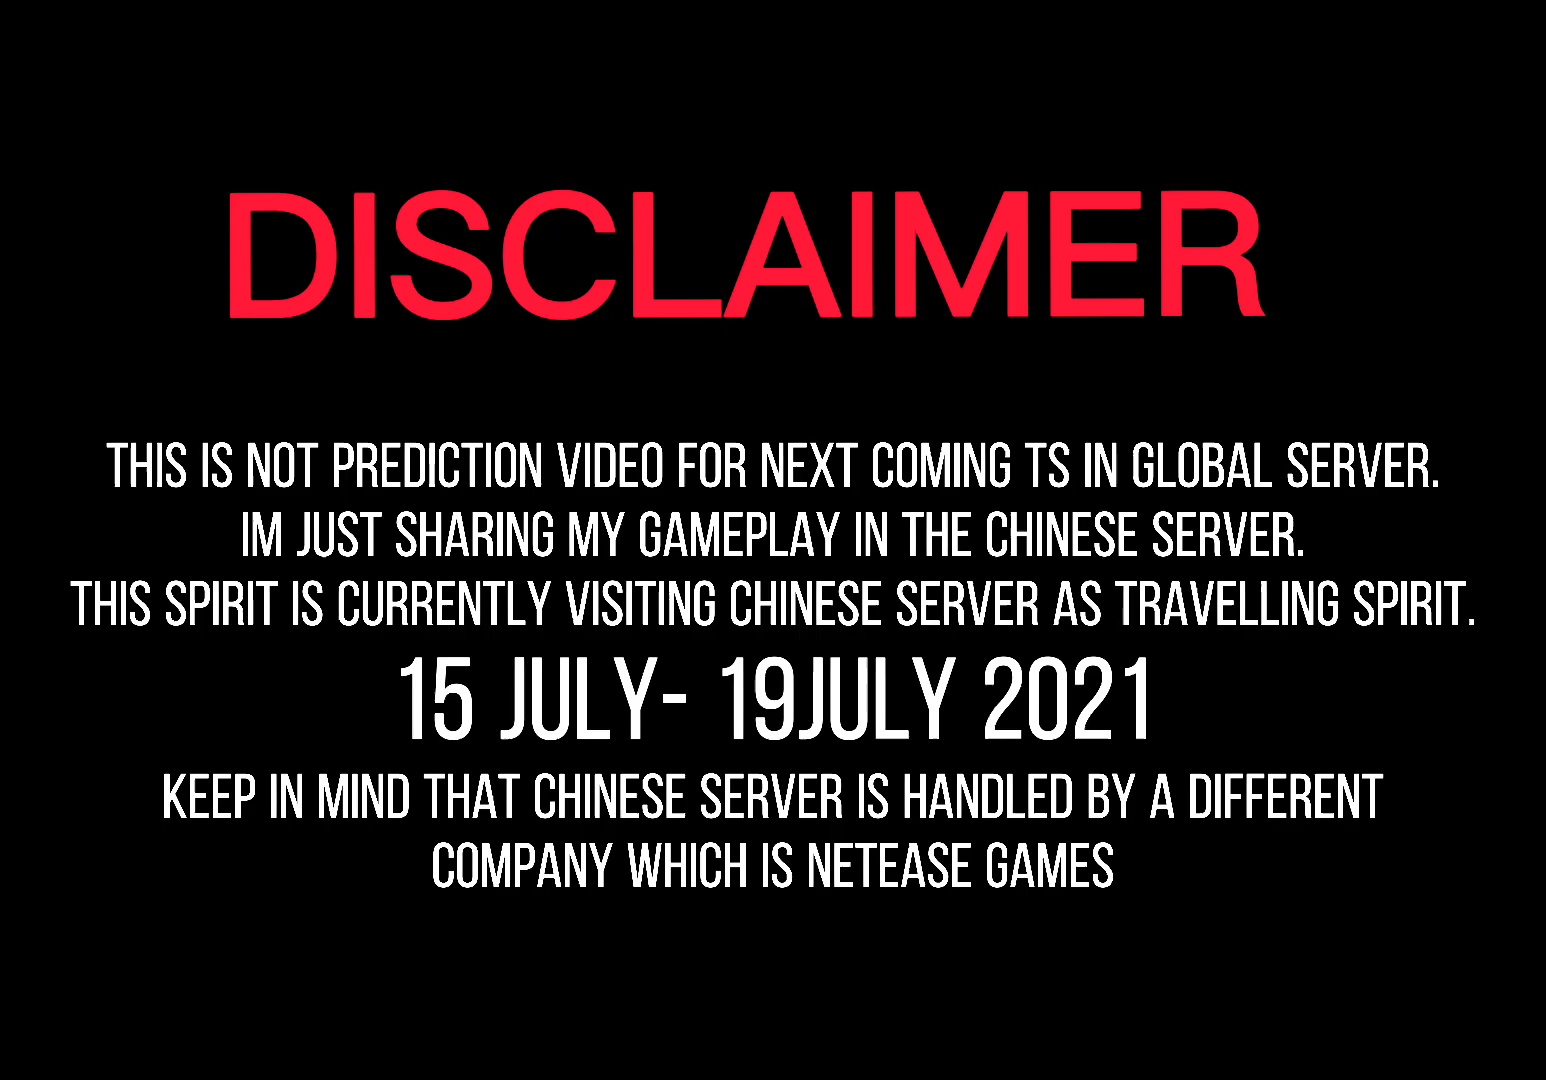 DISCLAIMER
THIS IS NOT PREDICTION VIDEO FOR NEXT COMING TS IN GLOBAL SERVER.
IM JUST SHARING MY GAMEPLAY IN THE CHINESE SERVER.
THIS SPIRIT IS CURRENTLY VISITING CHINESE SERVER AS TRAVELLING SPIRIT.
15 JULY- 19JULY 2021
KEEP IN MIND THAT CHINESE SERVER IS HANDLED BY A DIFFERENT
COMPANY WHICH IS NETEASE GAMES